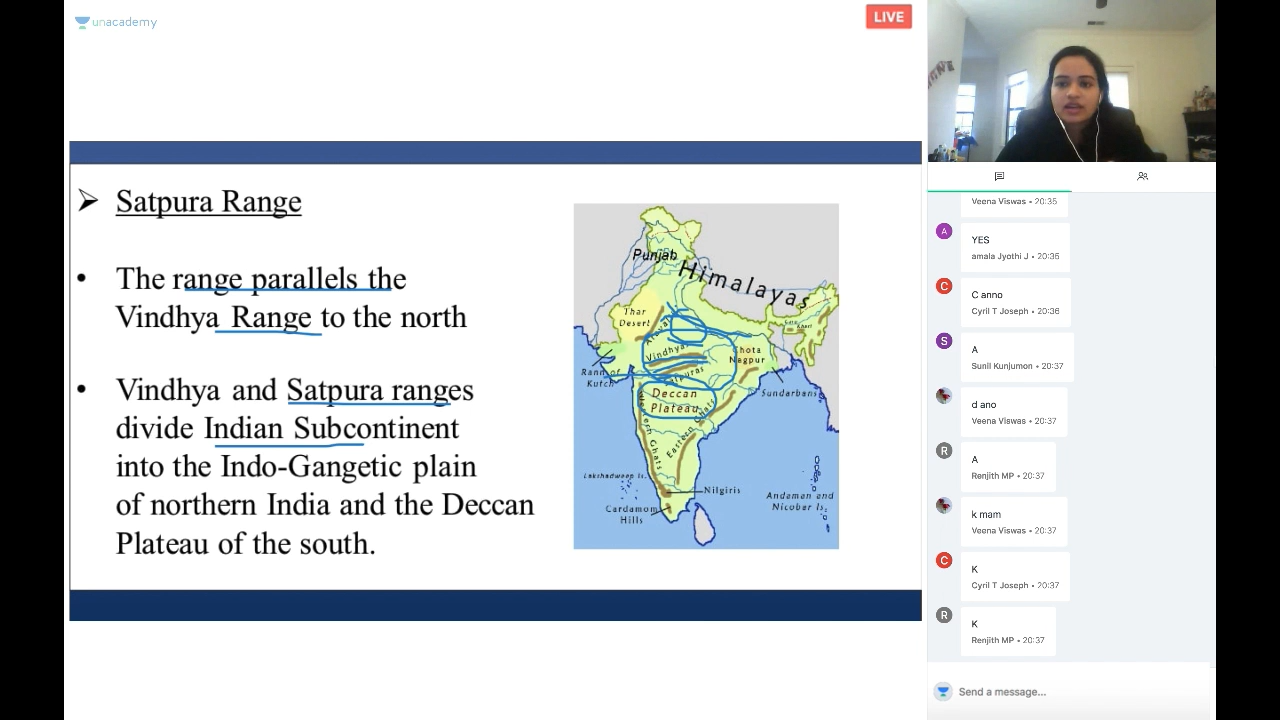 unacademy
LIVE
➢ Satpura Range
• The range parallels the
Vindhya Range to the north
• Vindhya and Satpura ranges
divide Indian Subcontinent
into the Indo-Gangetic plain
of northern India and the Deccan
Plateau of the south.
Punjab
Himalayas
Thar
Desert
Vindhyas
Satpuras
Chota
Nagpur
Rann of
Kutch
Sundarbans
Deccan
Plateau
Western Ghats
Eastern Ghats
Lakshadweep Is.
Nilgiris
Cardamom
Hills
Andaman and
Nicobar Is.
Veena Viswas • 20:35
A
YES
amala Jyothi J • 20:36
C
C anno
Cyril T Joseph • 20:36
S
A
Sunil Kunjumon • 20:37
d ano
Veena Viswas • 20:37
R
A
Renjith MP • 20:37
k mam
Veena Viswas • 20:37
C
K
Cyril T Joseph • 20:37
R
K
Renjith MP • 20:37
Send a message...